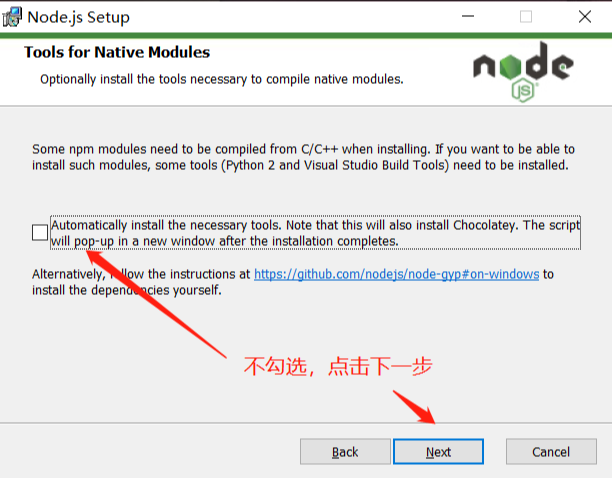 Node.js Setup
Tools for Native Modules
Optionally install the tools necessary to compile native modules.
node
JS
Some npm modules need to be compiled from C/C++ when installing. If you want to be able to
install such modules, some tools (Python 2 and Visual Studio Build Tools) need to be installed.
Automatically install the necessary tools. Note that this will also install Chocolatey. The script
will pop-up in a new window after the installation completes.
Alternatively, follow the instructions at https://github.com/nodejs/node-gyp#on-windows to
install the dependencies yourself.
不勾选，点击下一步
Back
Next
Cancel